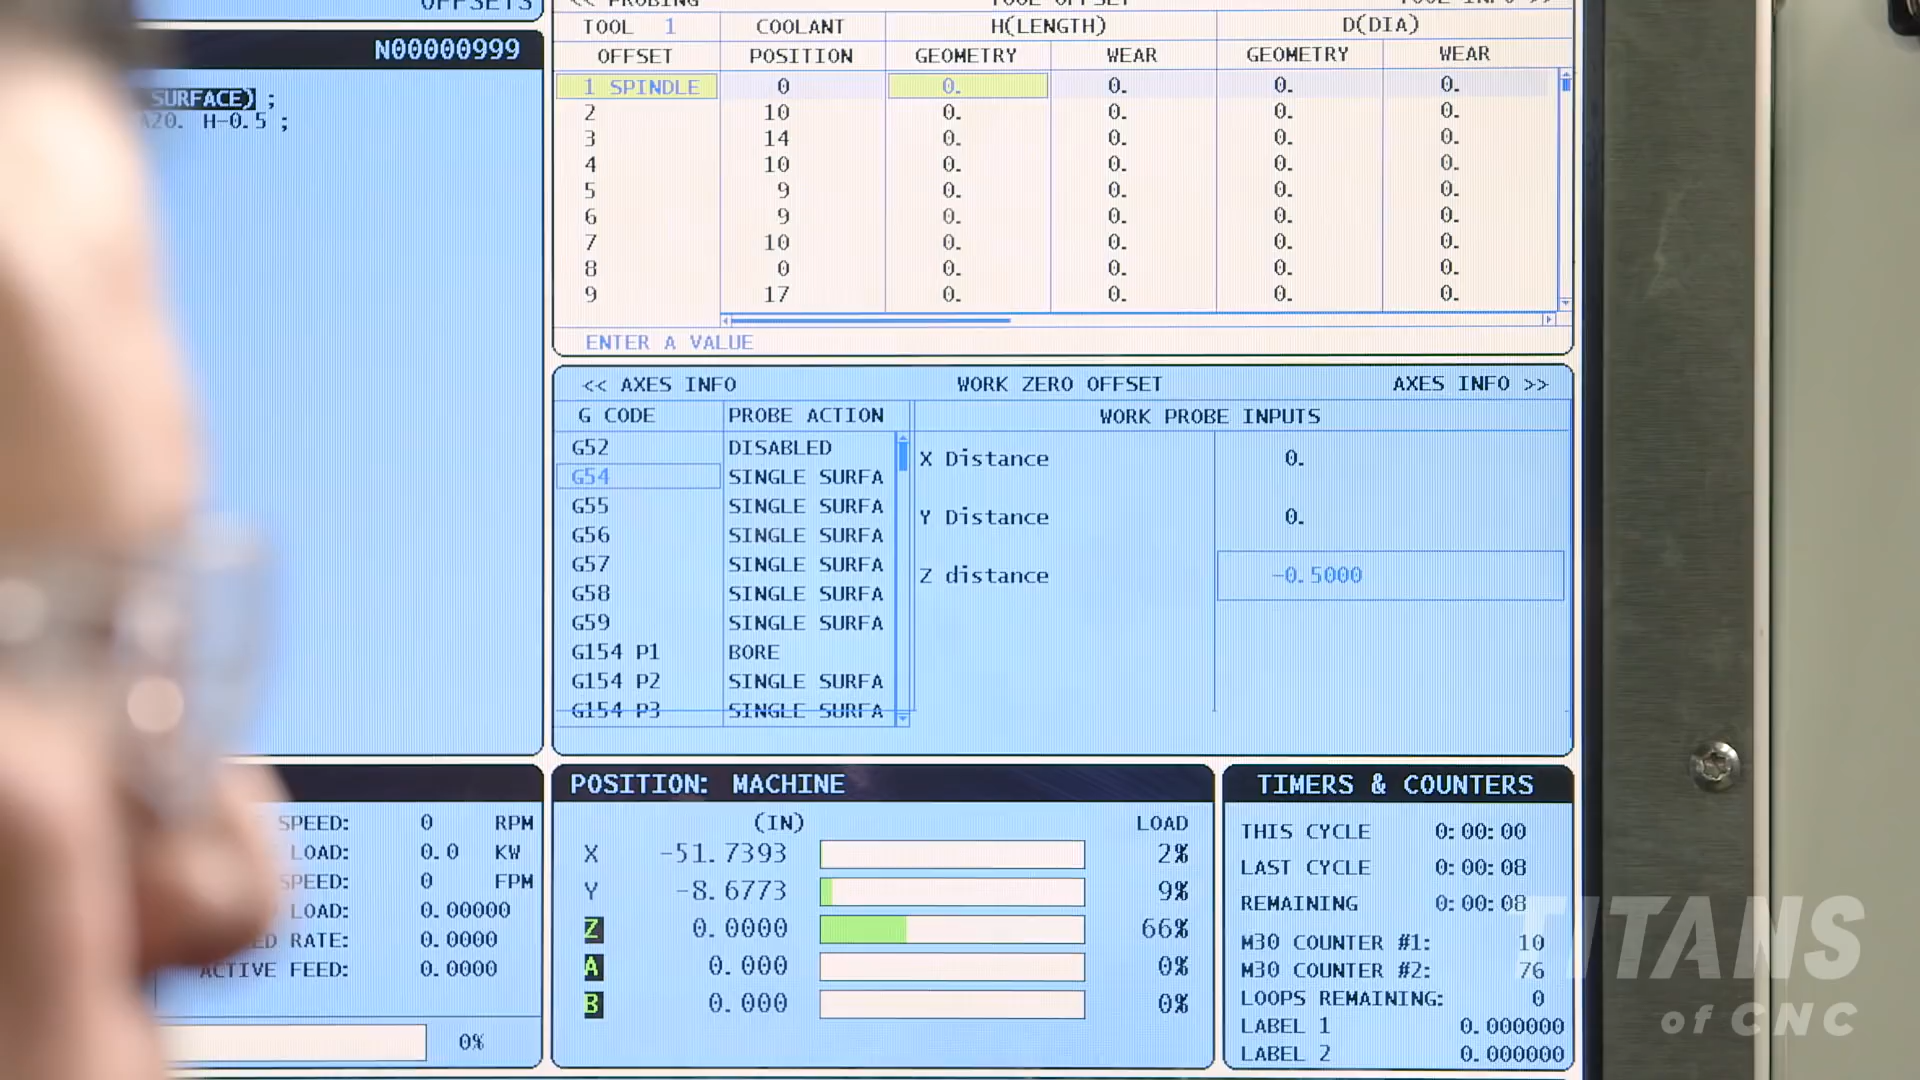 OFFSETS
N00000999
SURFACE) ;
A20. H-0.5 ;
<< PROBING TOOL OFFSET TOOL INFO >>
TOOL 1 COOLANT H(LENGTH) D(DIA)
OFFSET POSITION GEOMETRY WEAR GEOMETRY WEAR
1 SPINDLE 0 0. 0. 0. 0.
2 10 0. 0. 0. 0.
3 14 0. 0. 0. 0.
4 10 0. 0. 0. 0.
5 9 0. 0. 0. 0.
6 9 0. 0. 0. 0.
7 10 0. 0. 0. 0.
8 0 0. 0. 0. 0.
9 17 0. 0. 0. 0.
ENTER A VALUE
<< AXES INFO WORK ZERO OFFSET AXES INFO >>
G CODE PROBE ACTION WORK PROBE INPUTS
G52 DISABLED
G54 SINGLE SURFA
G55 SINGLE SURFA
G56 SINGLE SURFA
G57 SINGLE SURFA
G58 SINGLE SURFA
G59 SINGLE SURFA
G154 P1 BORE
G154 P2 SINGLE SURFA
G154 P3 SINGLE SURFA
X Distance 0.
Y Distance 0.
Z distance -0.5000
SPEED: 0 RPM
LOAD: 0.0 KW
SPEED: 0 FPM
LOAD: 0.00000
ED RATE: 0.0000
ACTIVE FEED: 0.0000
0%
POSITION: MACHINE
(IN) LOAD
X -51.7393 2%
Y -8.6773 9%
Z 0.0000 66%
A 0.000 0%
B 0.000 0%
TIMERS & COUNTERS
THIS CYCLE 0:00:00
LAST CYCLE 0:00:08
REMAINING 0:00:08
M30 COUNTER #1: 10
M30 COUNTER #2: 76
LOOPS REMAINING: 0
LABEL 1 0.000000
LABEL 2 0.000000
TITANS
of CNC